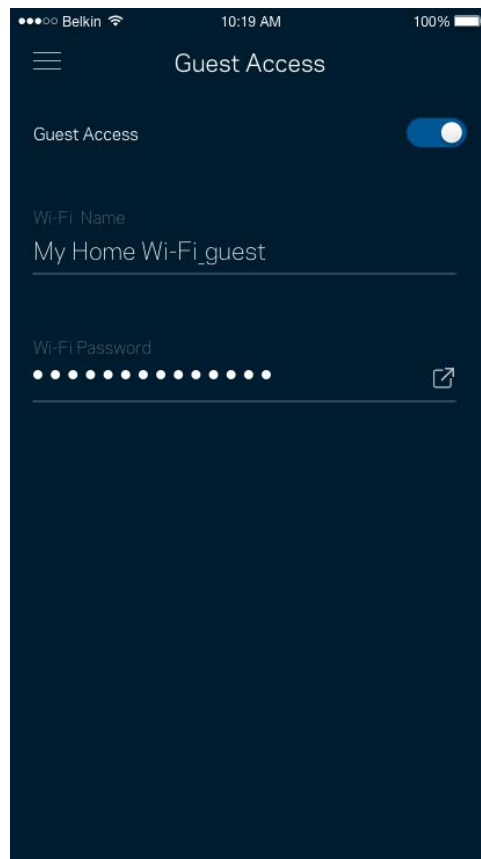 ●●●○○ Belkin 10:19 AM 100%
Guest Access
Guest Access
Wi-Fi Name
My Home Wi-Fi_guest
Wi-Fi Password
●●●●●●●●●●●●●●